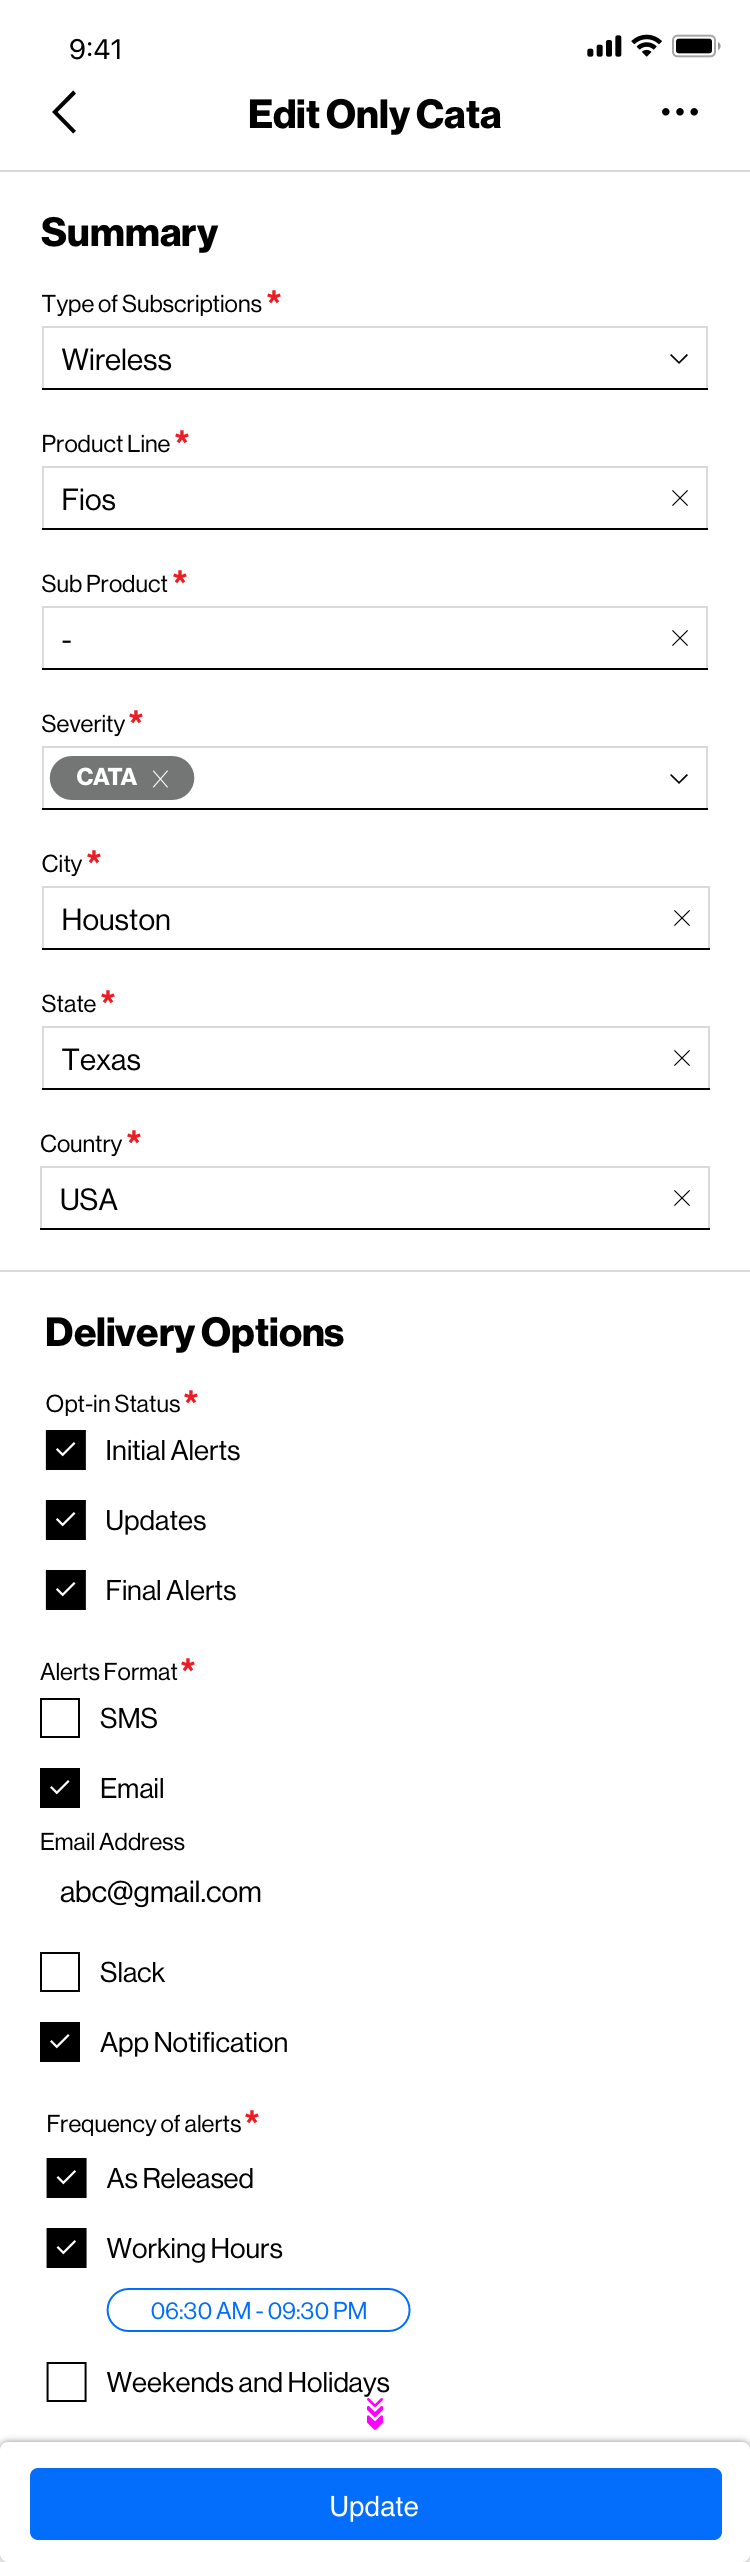 9:41
Edit Only Cata
Summary
Type of Subscriptions *
Wireless
Product Line *
Fios
Sub Product *
-
Severity *
CATA
City *
Houston
State *
Texas
Country *
USA
Delivery Options
Opt-in Status *
Initial Alerts
Updates
Final Alerts
Alerts Format *
SMS
Email
Email Address
abc@gmail.com
Slack
App Notification
Frequency of alerts *
As Released
Working Hours
06:30 AM - 09:30 PM
Weekends and Holidays
Update